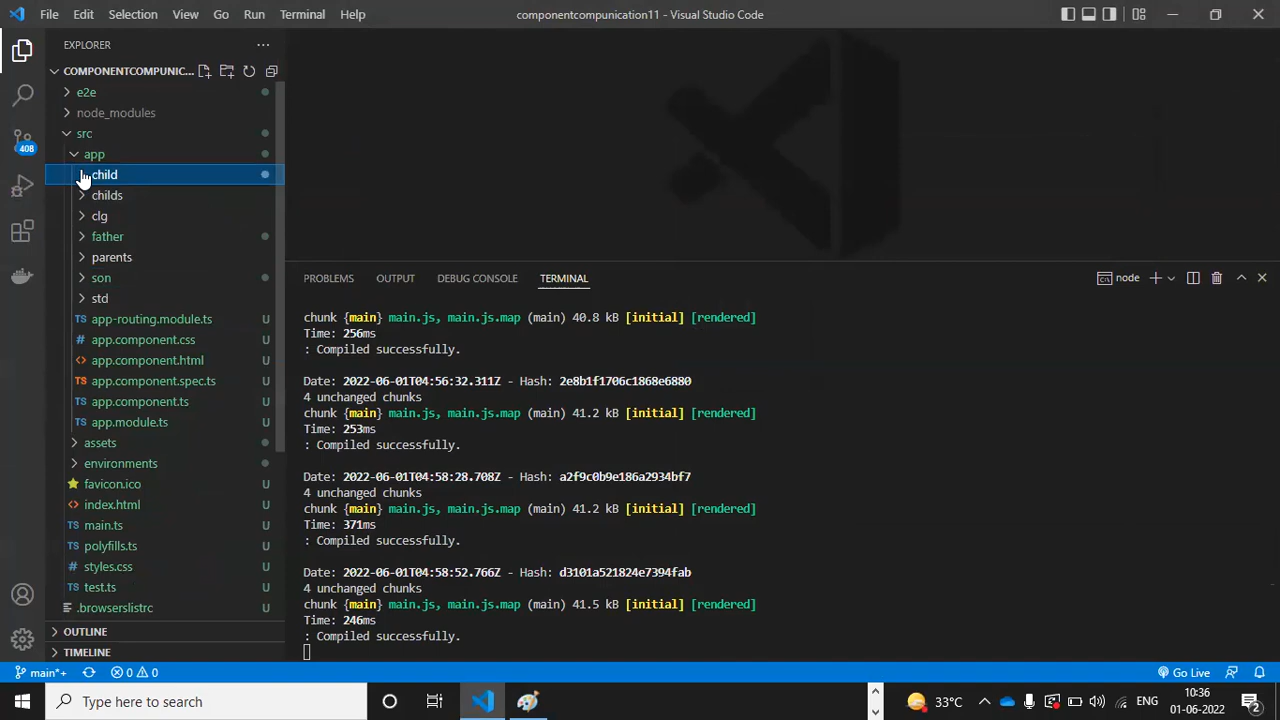 File Edit Selection View Go Run Terminal Help
componentcompunication11 - Visual Studio Code
EXPLORER
COMPONENTCOMPUNIC...
e2e
node_modules
src
app
child
childs
clg
father
parents
son
std
app-routing.module.ts U
app.component.css U
app.component.html U
app.component.spec.ts U
app.component.ts U
app.module.ts U
assets
environments
favicon.ico U
index.html U
main.ts U
polyfills.ts U
styles.css U
test.ts U
.browserslistrc U
OUTLINE
TIMELINE
408
PROBLEMS OUTPUT DEBUG CONSOLE TERMINAL
node
chunk {main} main.js, main.js.map (main) 40.8 kB [initial] [rendered]
Time: 256ms
: Compiled successfully.
Date: 2022-06-01T04:56:32.311Z - Hash: 2e8b1f1706c1868e6880
4 unchanged chunks
chunk {main} main.js, main.js.map (main) 41.2 kB [initial] [rendered]
Time: 253ms
: Compiled successfully.
Date: 2022-06-01T04:58:28.708Z - Hash: a2f9c0b9e186a2934bf7
4 unchanged chunks
chunk {main} main.js, main.js.map (main) 41.2 kB [initial] [rendered]
Time: 371ms
: Compiled successfully.
Date: 2022-06-01T04:58:52.766Z - Hash: d3101a521824e7394fab
4 unchanged chunks
chunk {main} main.js, main.js.map (main) 41.5 kB [initial] [rendered]
Time: 246ms
: Compiled successfully.
main*+ 0 0
Go Live
Type here to search
33°C
ENG
10:36
01-06-2022
2